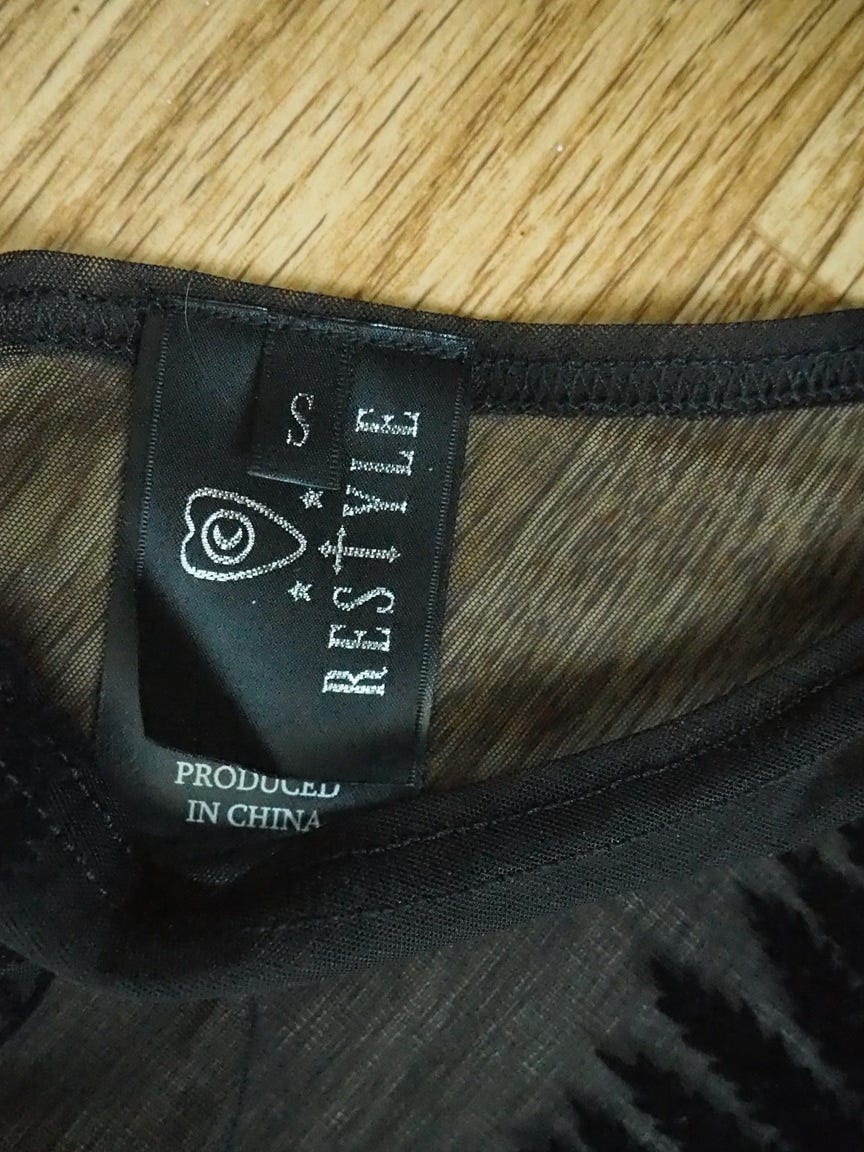 S
RESTYLE
PRODUCED
IN CHINA